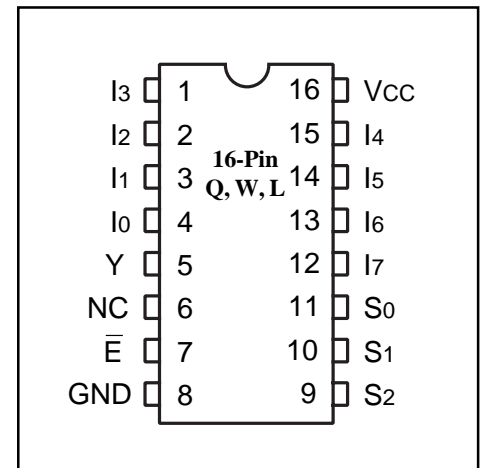 I3 1 16 VCC
I2 2 15 I4
16-Pin
I1 3 Q, W, L 14 I5
I0 4 13 I6
Y 5 12 I7
NC 6 11 S0
E̅ 7 10 S1
GND 8 9 S2